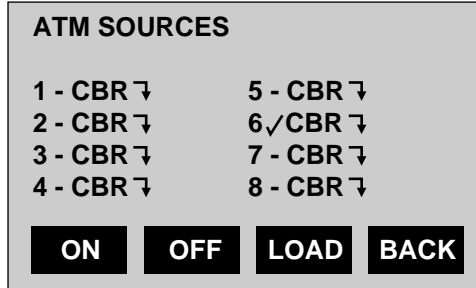 ATM SOURCES
1 - CBR ↴ 5 - CBR ↴
2 - CBR ↴ 6✓CBR ↴
3 - CBR ↴ 7 - CBR ↴
4 - CBR ↴ 8 - CBR ↴
ON OFF LOAD BACK